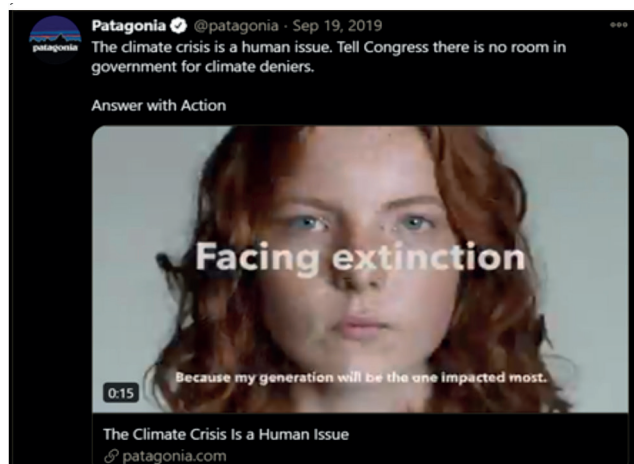 Patagonia @patagonia · Sep 19, 2019
patagonia
The climate crisis is a human issue. Tell Congress there is no room in
government for climate deniers.
Answer with Action
Facing extinction
Because my generation will be the one impacted most.
0:15
The Climate Crisis Is a Human Issue
patagonia.com